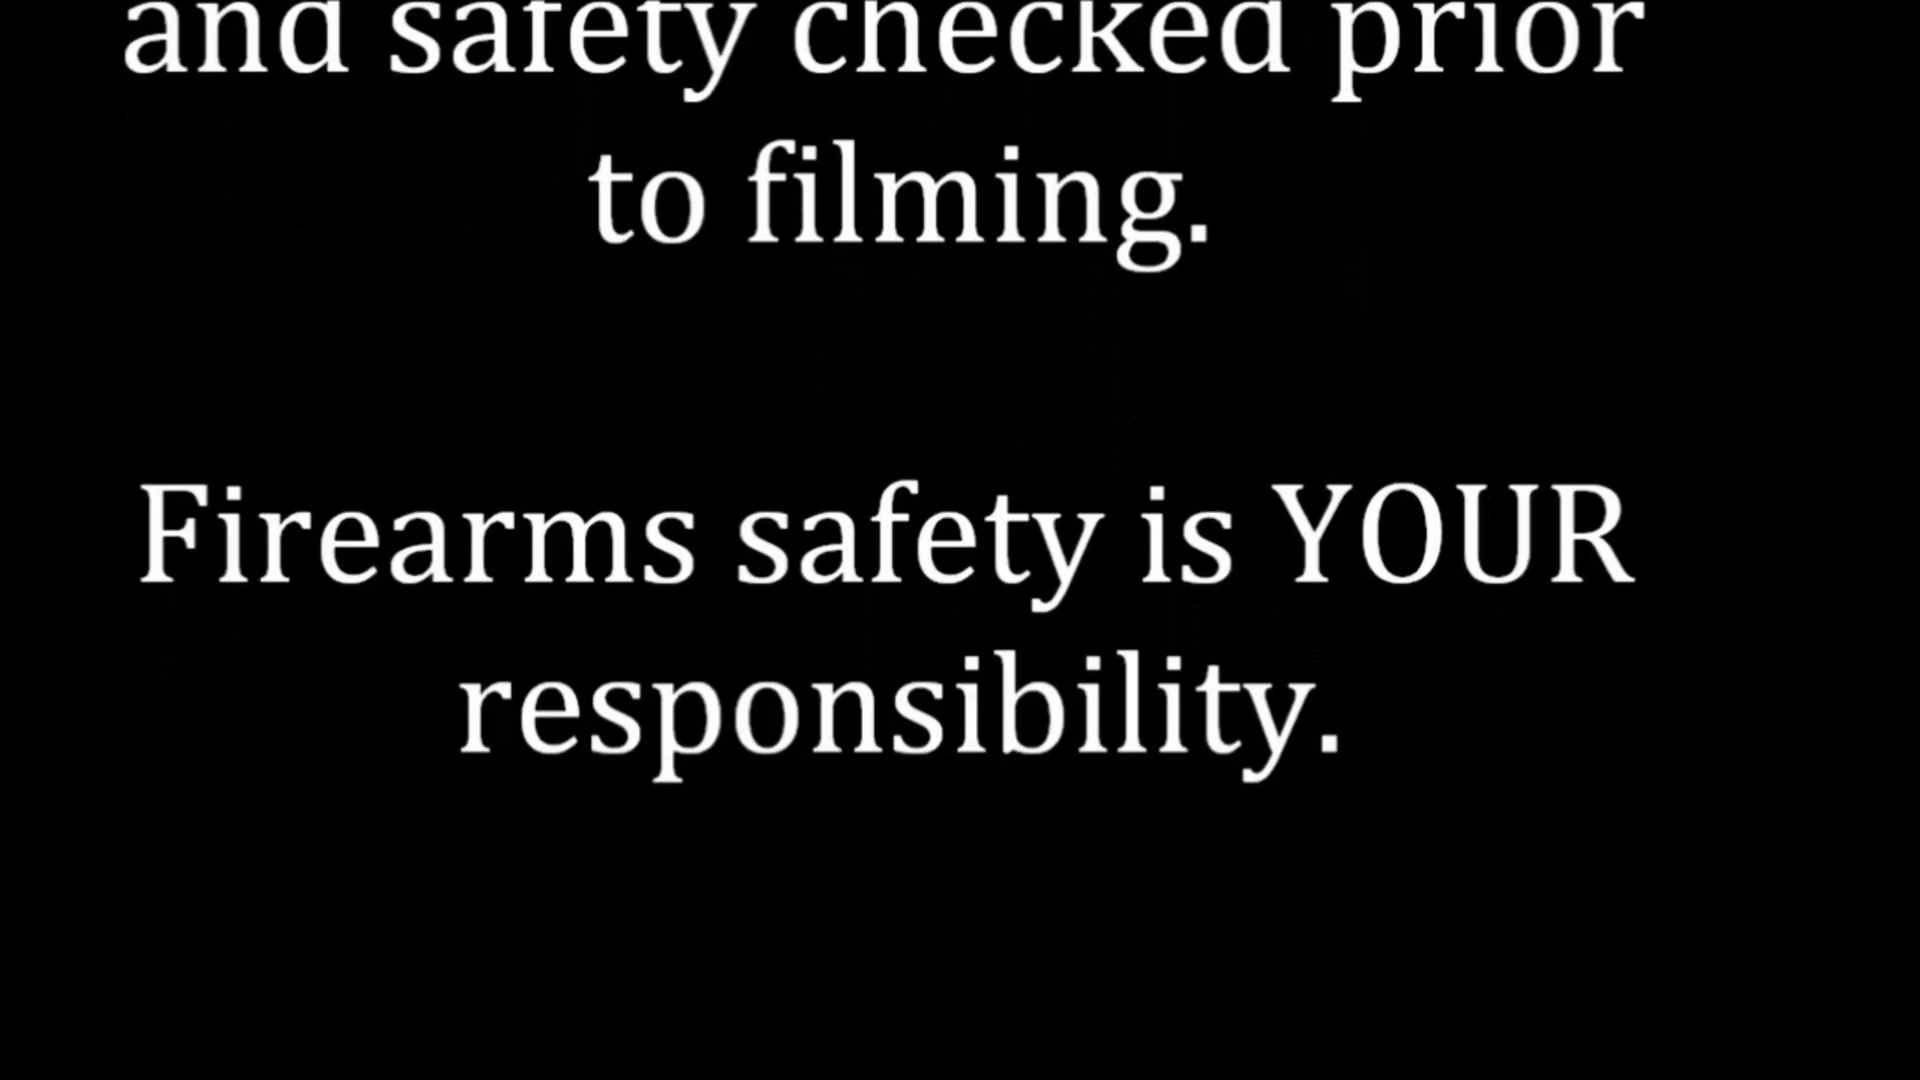 and safety checked prior
to filming.
Firearms safety is YOUR
responsibility.